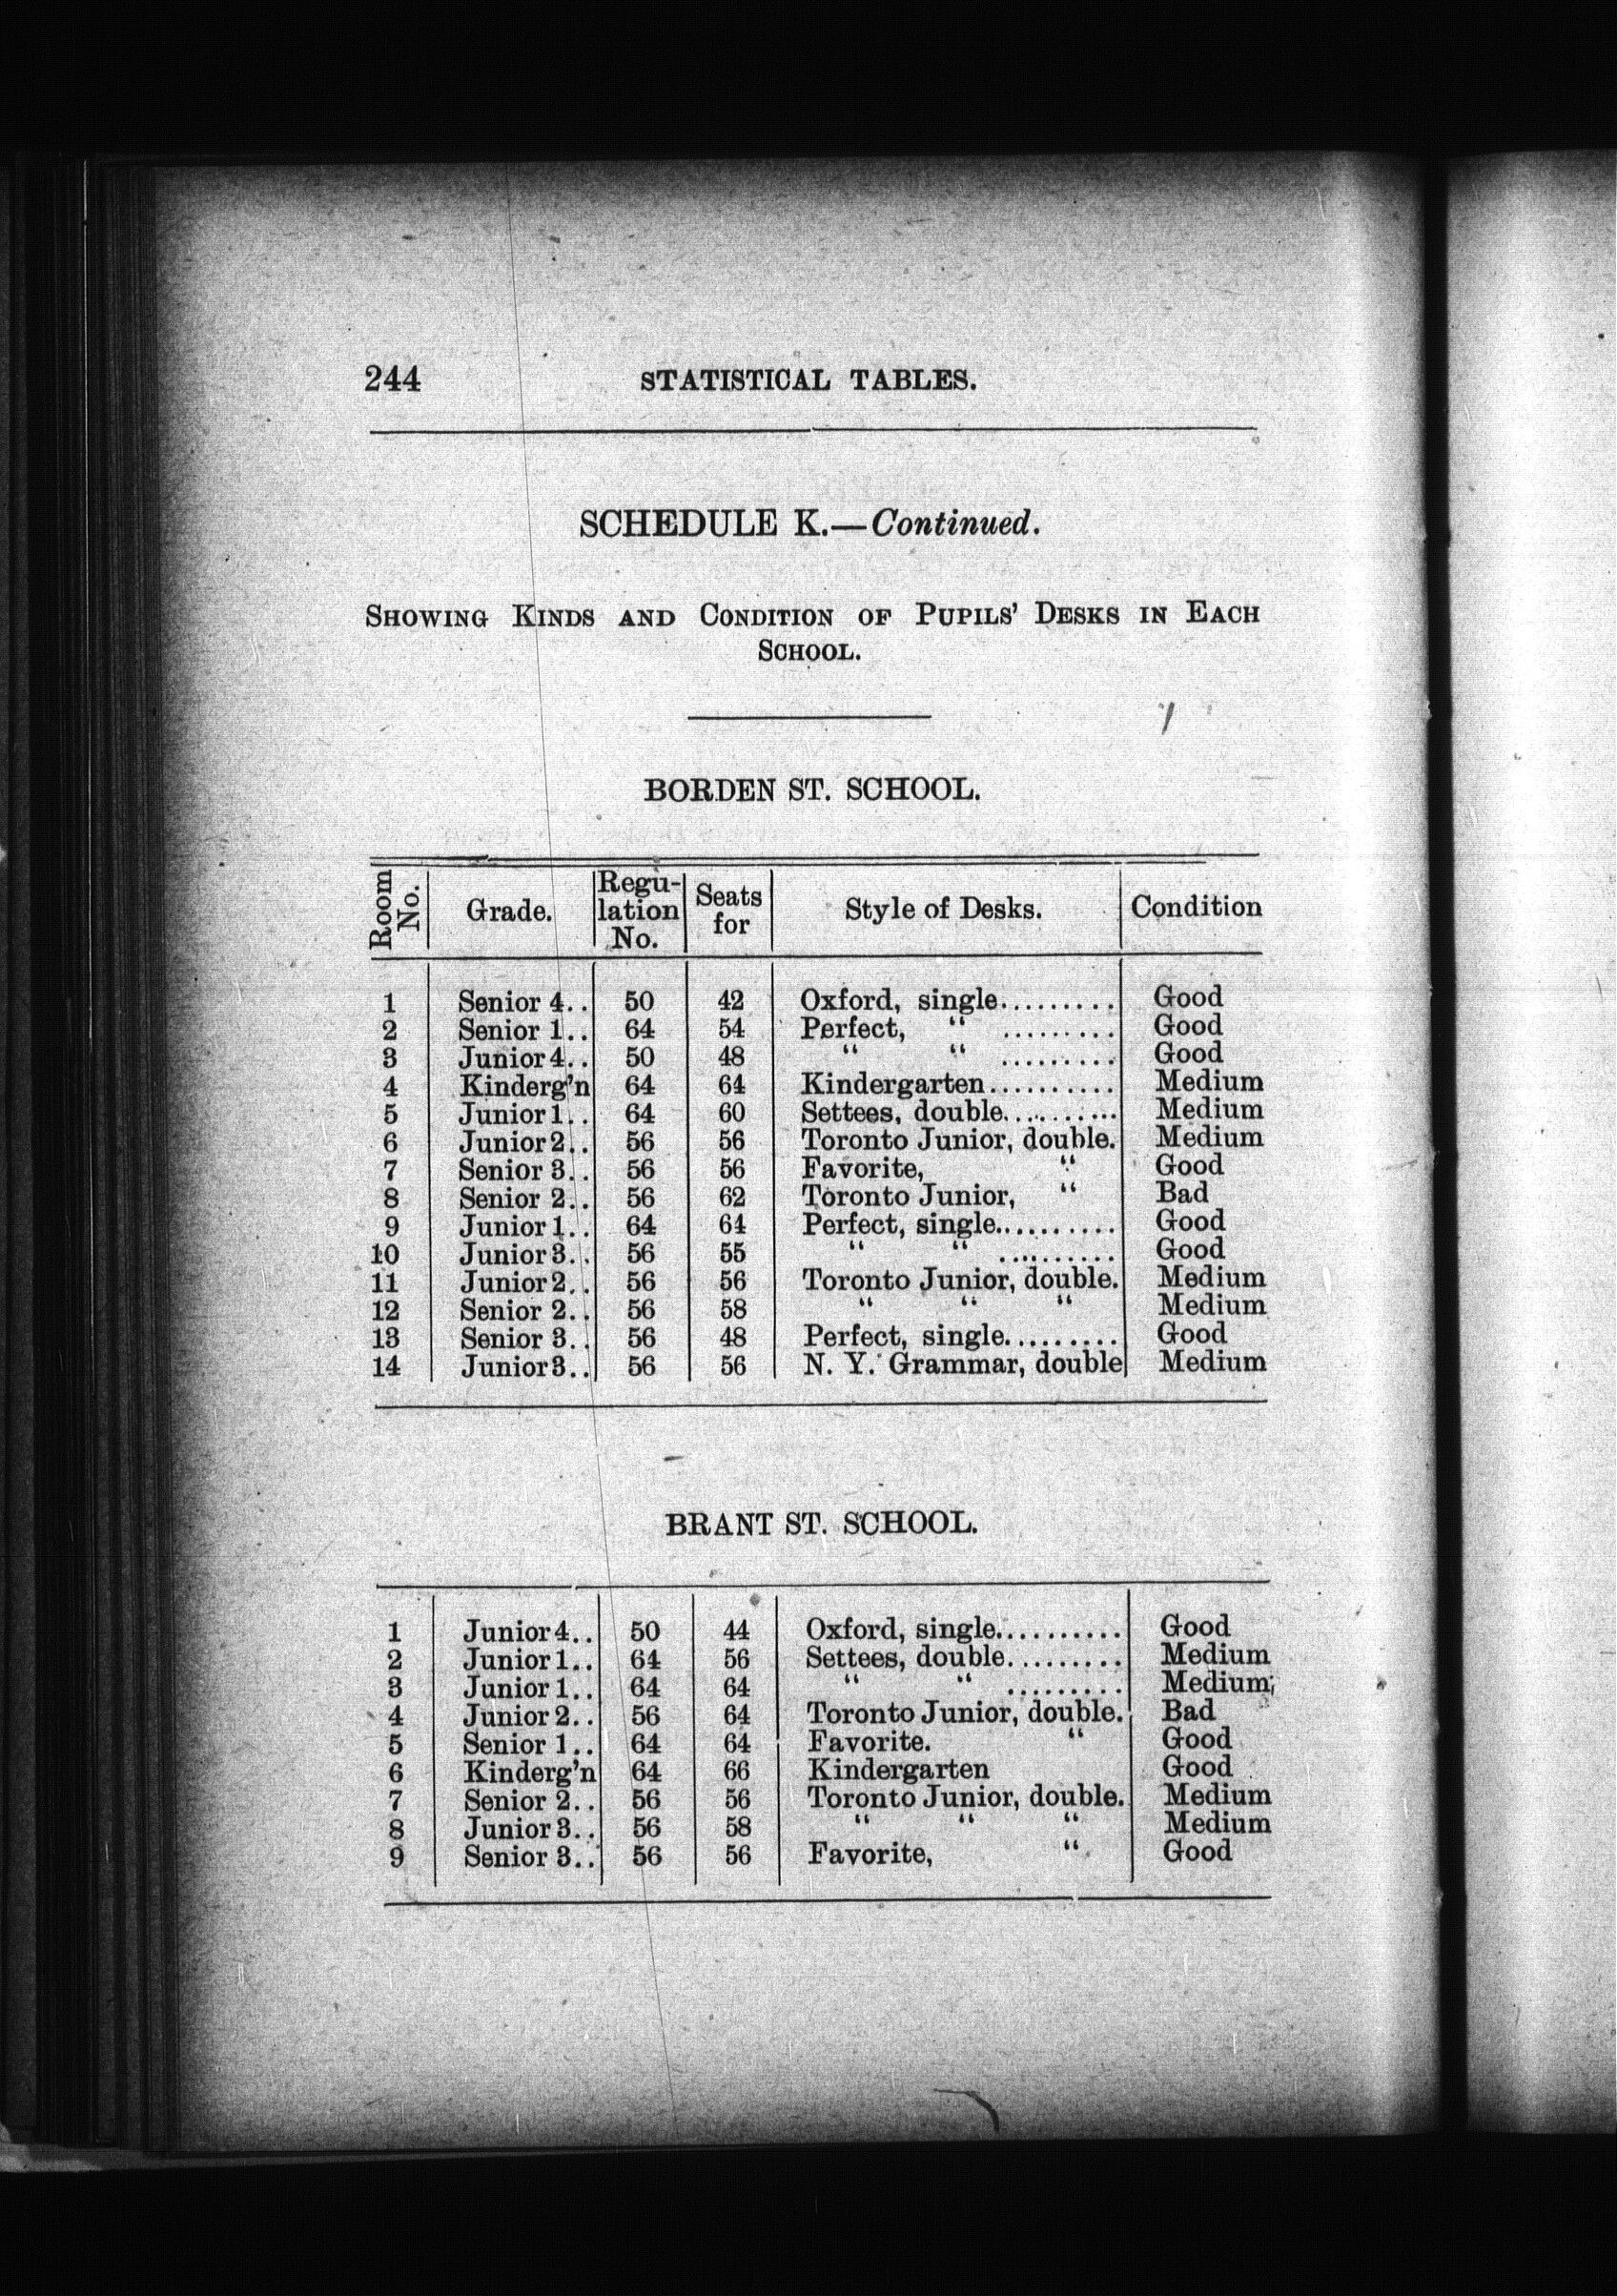 244 STATISTICAL TABLES.
SCHEDULE K.—Continued.
SHOWING KINDS AND CONDITION OF PUPILS' DESKS IN EACH
SCHOOL.
BORDEN ST. SCHOOL.
Room No. Grade. Regu-lation No. Seats for Style of Desks. Condition
1 Senior 4.. 50 42 Oxford, single......... Good
2 Senior 1.. 64 54 Perfect, “ ......... Good
3 Junior 4.. 50 48 “ “ ......... Good
4 Kinderg'n 64 64 Kindergarten.......... Medium
5 Junior 1.. 64 60 Settees, double.......... Medium
6 Junior 2.. 56 56 Toronto Junior, double. Medium
7 Senior 3.. 56 56 Favorite, “ Good
8 Senior 2.. 56 62 Toronto Junior, “ Bad
9 Junior 1.. 64 64 Perfect, single.......... Good
10 Junior 3.. 56 55 “ “ .......... Good
11 Junior 2.. 56 56 Toronto Junior, double. Medium
12 Senior 2.. 56 58 “ “ “ Medium
13 Senior 3.. 56 48 Perfect, single......... Good
14 Junior 3.. 56 56 N. Y. Grammar, double Medium
BRANT ST. SCHOOL.
1 Junior 4.. 50 44 Oxford, single.......... Good
2 Junior 1.. 64 56 Settees, double......... Medium
3 Junior 1.. 64 64 “ “ ......... Medium
4 Junior 2.. 56 64 Toronto Junior, double. Bad
5 Senior 1.. 64 64 Favorite. “ Good
6 Kinderg'n 64 66 Kindergarten Good
7 Senior 2.. 56 56 Toronto Junior, double. Medium
8 Junior 3.. 56 58 “ “ “ Medium
9 Senior 3.. 56 56 Favorite, “ Good